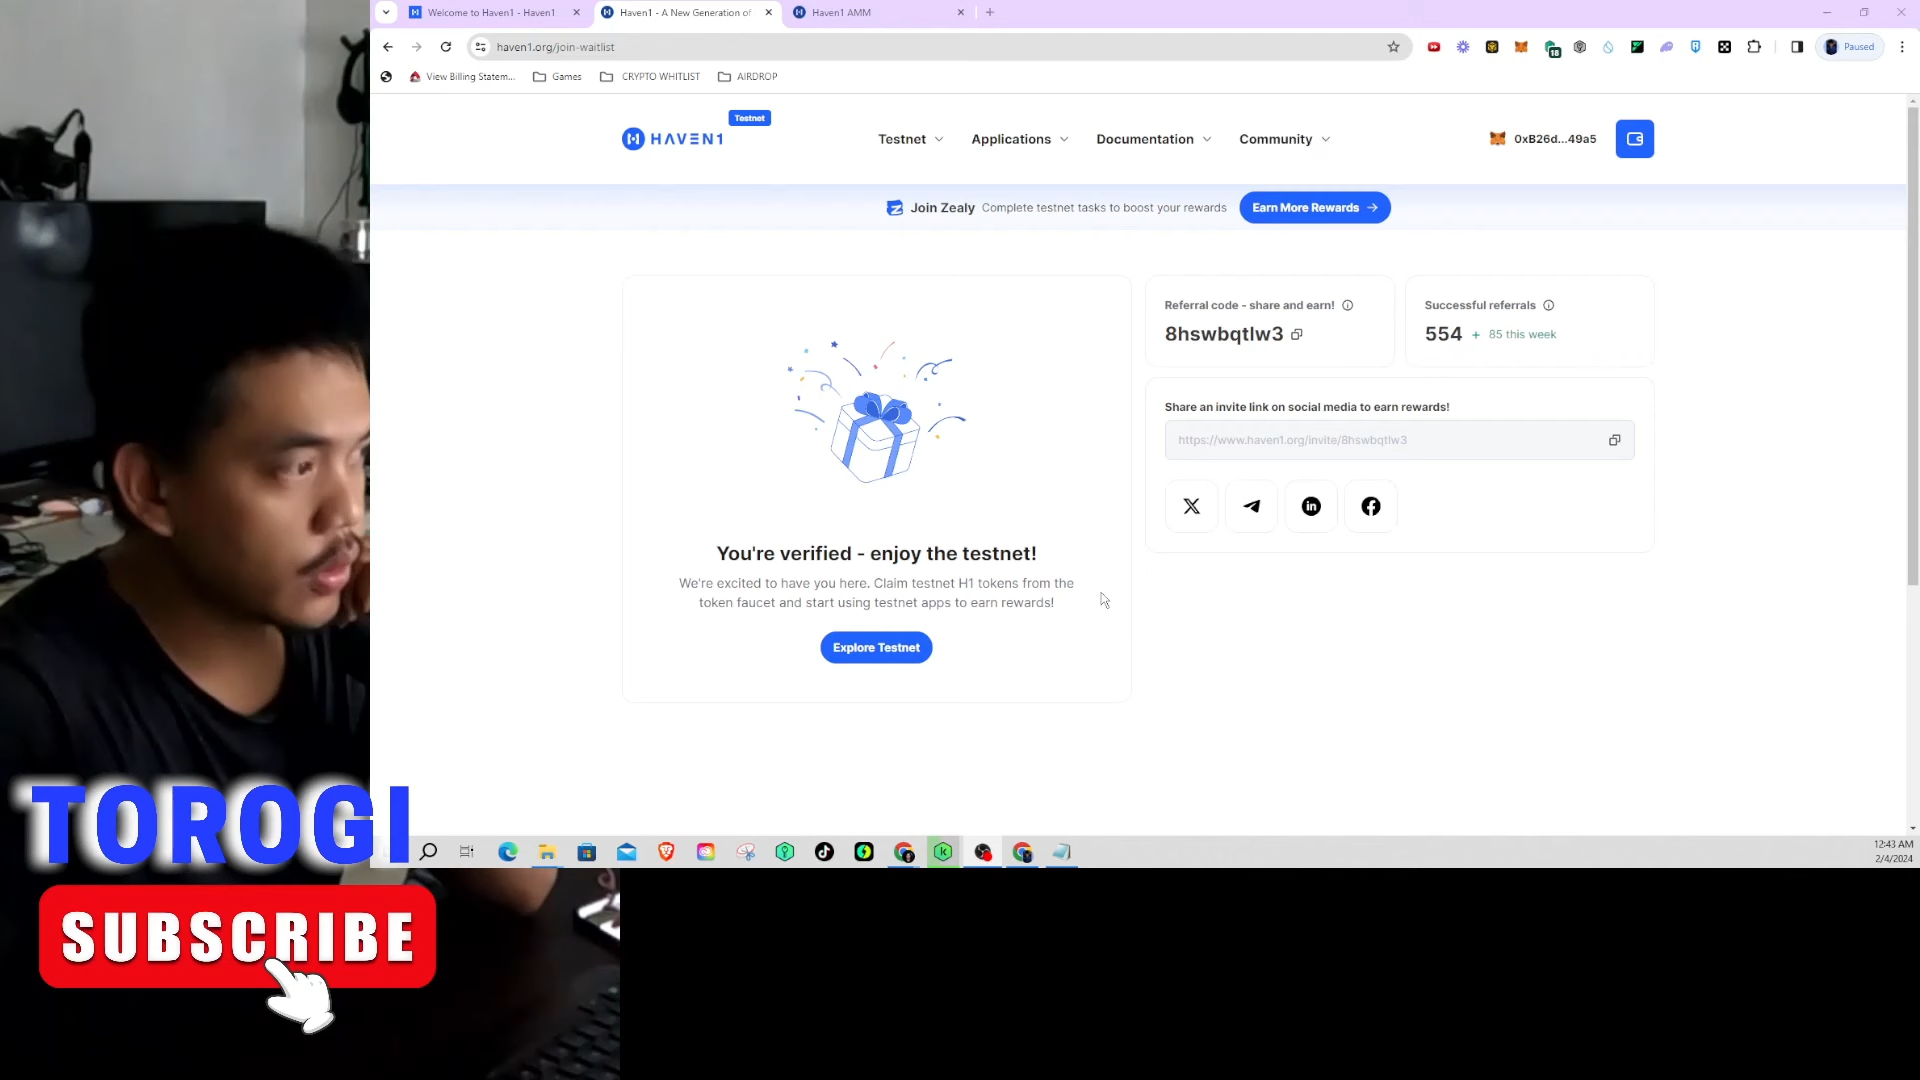 Welcome to Haven1 - Haven1
Haven1 - A New Generation of
Haven1 AMM
haven1.org/join-waitlist
18
Paused
View Billing Statem...
Games
CRYPTO WHITLIST
AIRDROP
Testnet
HAVEN1
Testnet
Applications
Documentation
Community
0xB26d...49a5
Join Zealy
Complete testnet tasks to boost your rewards
Earn More Rewards
Referral code - share and earn!
8hswbqtlw3
Successful referrals
554 + 85 this week
Share an invite link on social media to earn rewards!
https://www.haven1.org/invite/8hswbqtlw3
You're verified - enjoy the testnet!
We're excited to have you here. Claim testnet H1 tokens from the
token faucet and start using testnet apps to earn rewards!
Explore Testnet
TOROGI
SUBSCRIBE
12:43 AM
2/4/2024